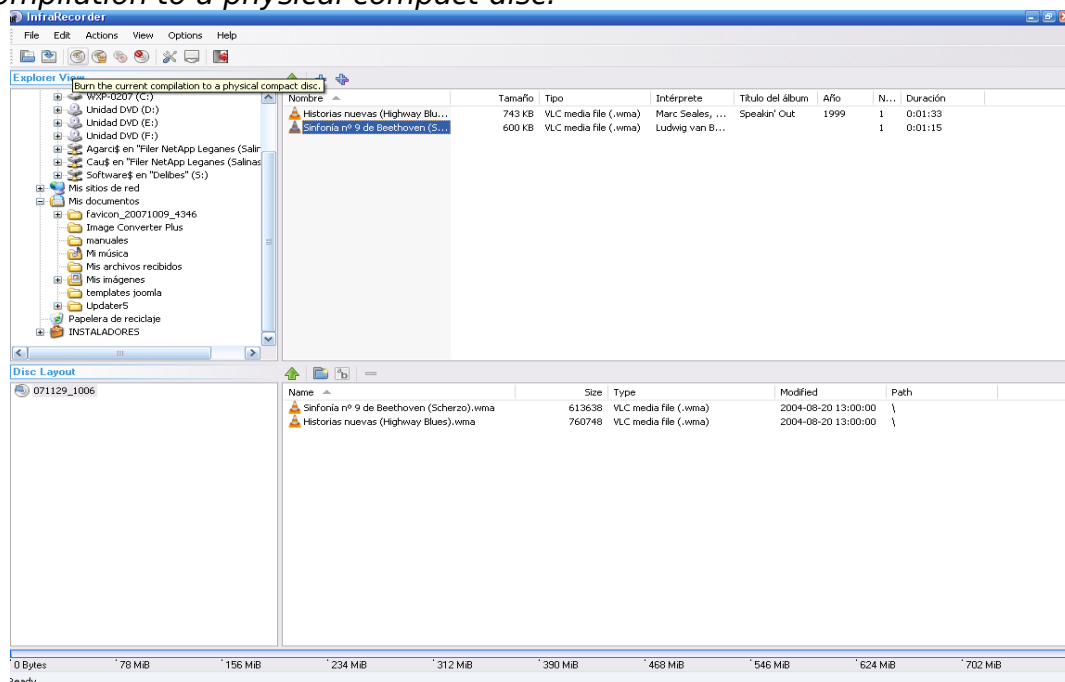 compilation to a physical compact disc.
InfraRecorder
File Edit Actions View Options Help
Explorer View
Burn the current compilation to a physical compact disc.
WXP-0207 (C:)
Unidad DVD (D:)
Unidad DVD (E:)
Unidad DVD (F:)
Agarci$ en "Filer NetApp Leganes (Salin
Cau$ en "Filer NetApp Leganes (Salinas
Software$ en "Delibes" (S:)
Mis sitios de red
Mis documentos
favicon_20071009_4346
Image Converter Plus
manuales
Mi música
Mis archivos recibidos
Mis imágenes
templates joomla
Updater5
Papelera de reciclaje
INSTALADORES
Nombre Tamaño Tipo Intérprete Título del álbum Año N... Duración
Historias nuevas (Highway Blu... 743 KB VLC media file (.wma) Marc Seales, ... Speakin' Out 1999 1 0:01:33
Sinfonía nº 9 de Beethoven (S... 600 KB VLC media file (.wma) Ludwig van B... 1 0:01:15
Disc Layout
071129_1006
Name Size Type Modified Path
Sinfonía nº 9 de Beethoven (Scherzo).wma 613638 VLC media file (.wma) 2004-08-20 13:00:00 \
Historias nuevas (Highway Blues).wma 760748 VLC media file (.wma) 2004-08-20 13:00:00 \
0 Bytes 78 MiB 156 MiB 234 MiB 312 MiB 390 MiB 468 MiB 546 MiB 624 MiB 702 MiB
Ready